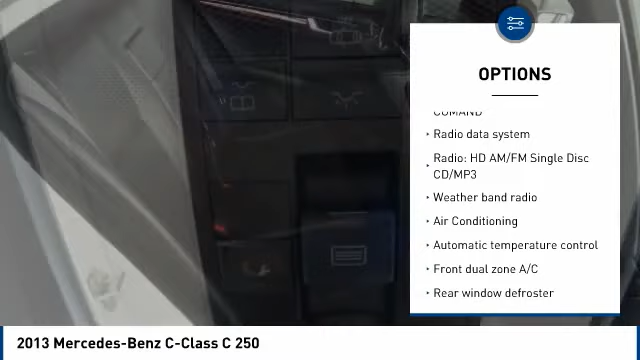 OPTIONS
COMAND
Radio data system
Radio: HD AM/FM Single Disc
CD/MP3
Weather band radio
Air Conditioning
Automatic temperature control
Front dual zone A/C
Rear window defroster
2013 Mercedes-Benz C-Class C 250